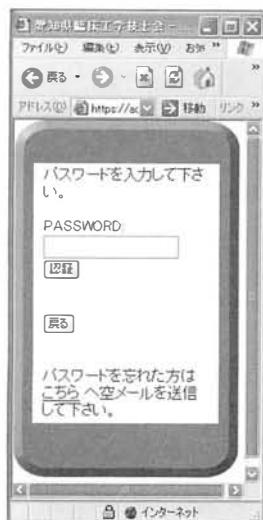 愛知県臨床工学技士会 - ...
ファイル(F) 編集(E) 表示(V) お気 »
戻る
アドレス(D) https://ac 移動 リンク »
パスワードを入力して下さ
い。
PASSWORD:
認証
戻る
パスワードを忘れた方は
こちら へ空メールを送信
して下さい。
インターネット